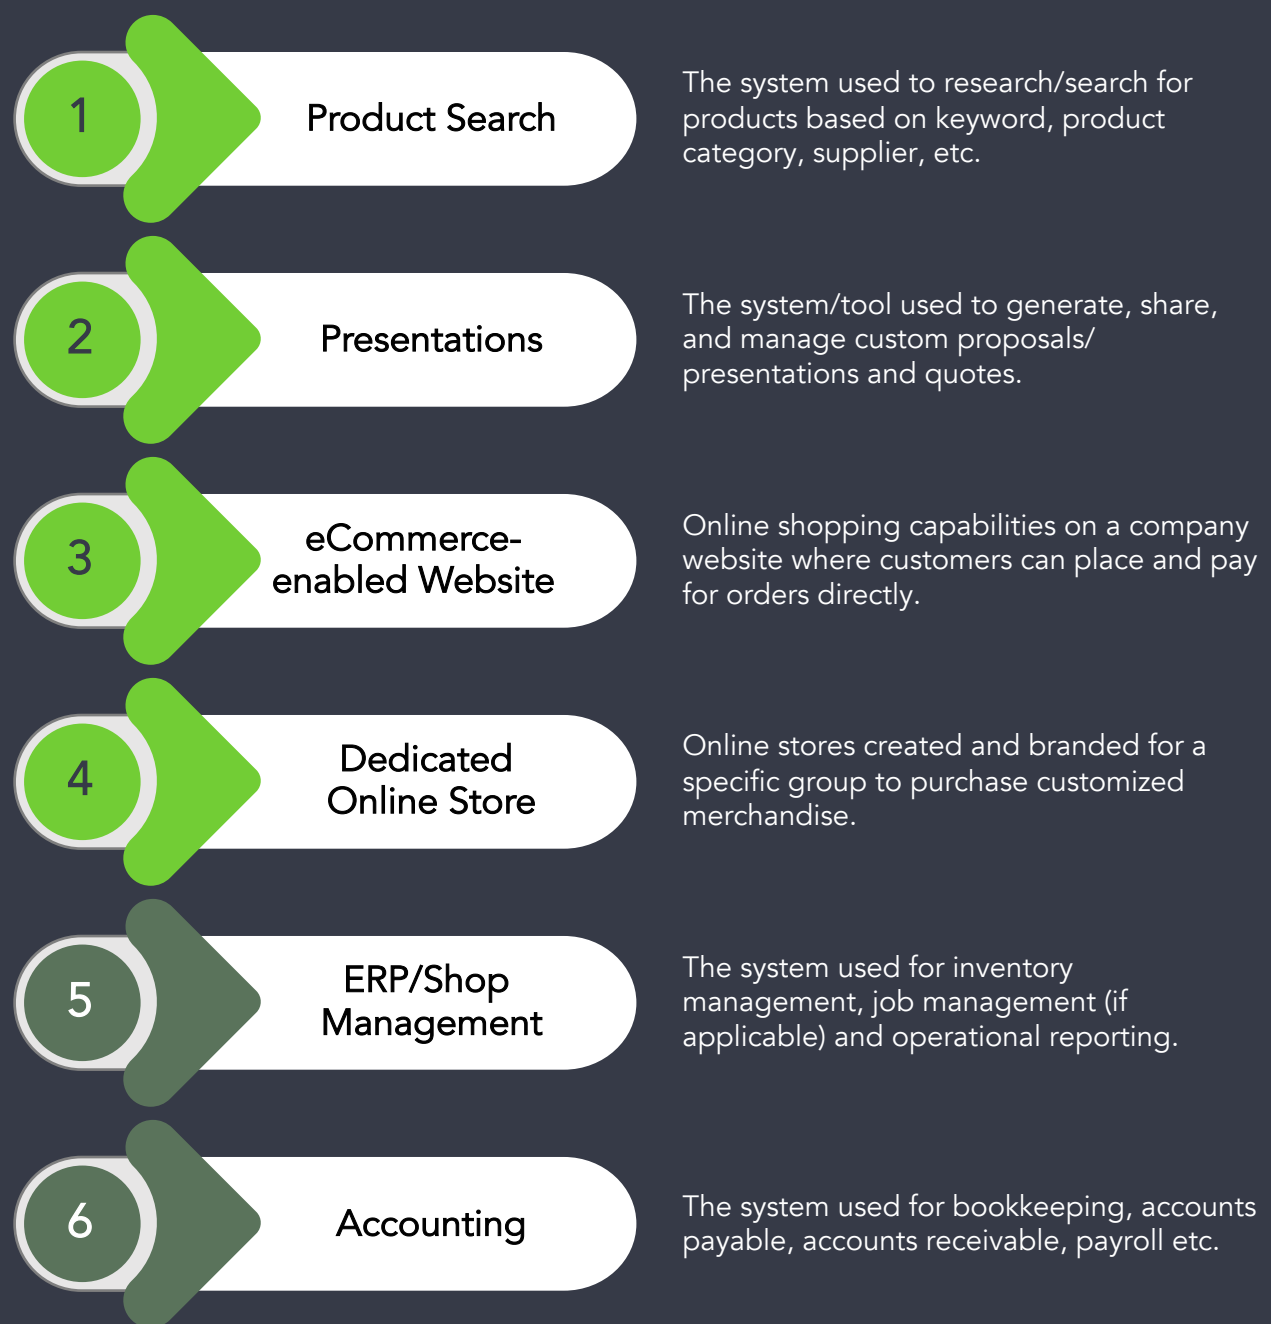 1
Product Search
The system used to research/search for
products based on keyword, product
category, supplier, etc.
2
Presentations
The system/tool used to generate, share,
and manage custom proposals/
presentations and quotes.
3
eCommerce-
enabled Website
Online shopping capabilities on a company
website where customers can place and pay
for orders directly.
4
Dedicated
Online Store
Online stores created and branded for a
specific group to purchase customized
merchandise.
5
ERP/Shop
Management
The system used for inventory
management, job management (if
applicable) and operational reporting.
6
Accounting
The system used for bookkeeping, accounts
payable, accounts receivable, payroll etc.